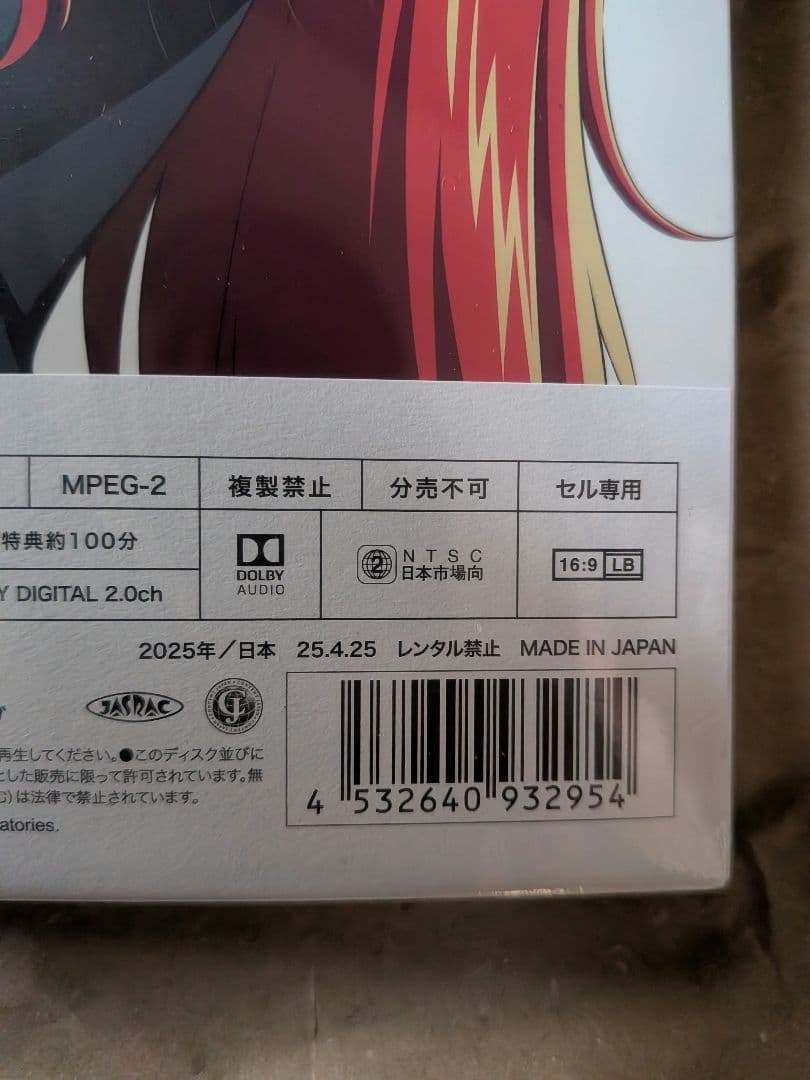 MPEG-2 複製禁止 分売不可 セル専用
特典約100分
DOLBY AUDIO
2 NTSC
日本市場向
16:9 LB
Y DIGITAL 2.0ch
2025年／日本 25.4.25 レンタル禁止 MADE IN JAPAN
JASRAC
再生してください。●このディスク並びに
とした販売に限って許可されています。無
む)は法律で禁止されています。
atories.
4 532640 932954